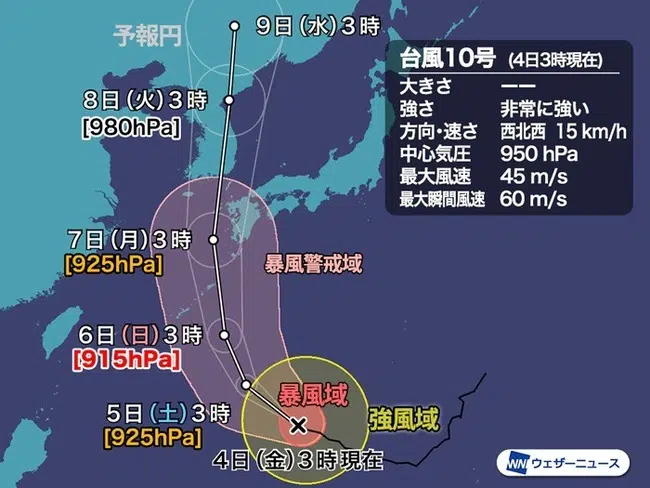 予報円
9日(水)3時
台風10号 (4日3時現在)
大きさ ーー
強さ 非常に強い
方向・速さ 西北西 15 km/h
中心気圧 950 hPa
最大風速 45 m/s
最大瞬間風速 60 m/s
8日(火)3時
[980hPa]
7日(月)3時
[925hPa]
暴風警戒域
6日(日)3時
[915hPa]
5日(土)3時
[925hPa]
暴風域
強風域
4日(金)3時現在
WNI ウェザーニュース